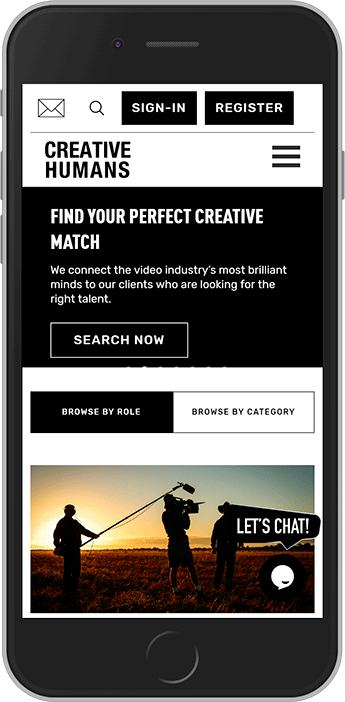 SIGN-IN REGISTER
CREATIVE
HUMANS
FIND YOUR PERFECT CREATIVE
MATCH
We connect the video industry's most brilliant
minds to our clients who are looking for the
right talent.
SEARCH NOW
BROWSE BY ROLE BROWSE BY CATEGORY
LET'S CHAT!